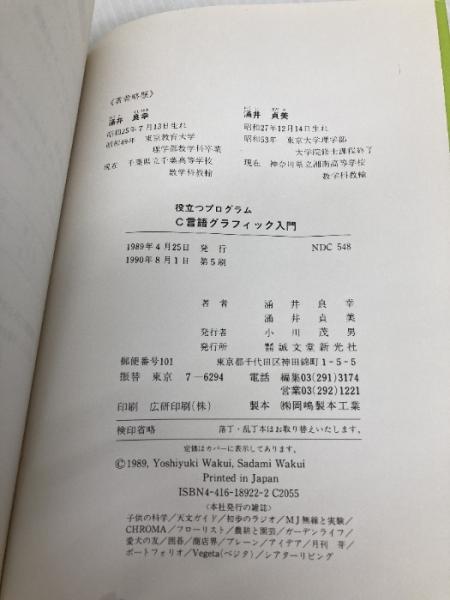 《著者略歴》
涌井 良幸
昭和25年7月13日生れ
昭和49年 東京教育大学
理学部数学科卒業
現在 千葉県立千葉高等学校
数学科教諭
涌井 貞美
昭和27年12月14日生れ
昭和53年 東京大学理学部
大学院修士課程終了
現在 神奈川県立湘南高等学校
数学科教諭
役立つプログラム
C言語グラフィック入門
1989年4月25日 発行 NDC 548
1990年8月1日 第5刷
著者 涌井良幸
涌井貞美
発行者 小川茂男
発行所 株式会社 誠文堂新光社
郵便番号101 東京都千代田区神田錦町1-5-5
振替 東京 7-6294 電話 編集03(291)3174
営業03(292)1221
印刷 広研印刷(株) 製本 ㈱岡嶋製本工業
検印省略 落丁・乱丁本はお取り替えいたします。
定価はカバーに表示してあります。
©1989, Yoshiyuki Wakui, Sadami Wakui
Printed in Japan
ISBN4-416-18922-2 C2055
〈本社発行の雑誌〉
子供の科学/天文ガイド/初歩のラジオ/MJ無線と実験/
CHROMA/フローリスト/農耕と園芸/ガーデンライフ/
愛犬の友/囲碁/商店界/ブレーン/アイデア/月刊 茶/
ポートフォリオ/Vegeta(ベジタ)/シアターリビング